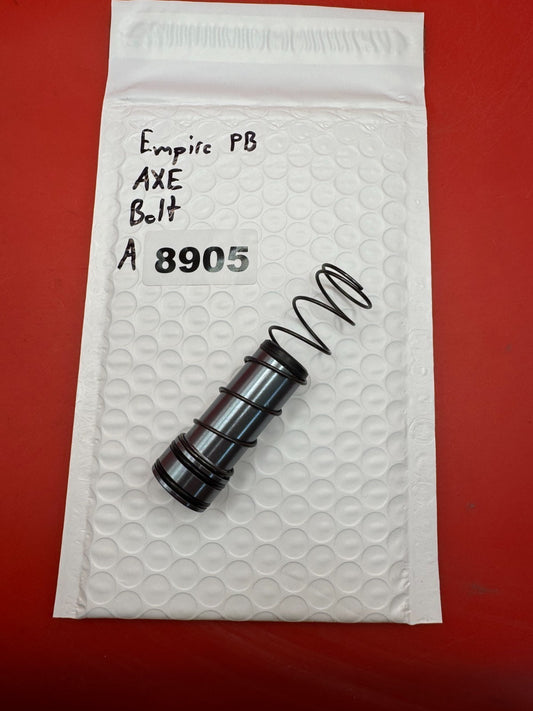 Empire PB
AXE
Bolt
A 8905